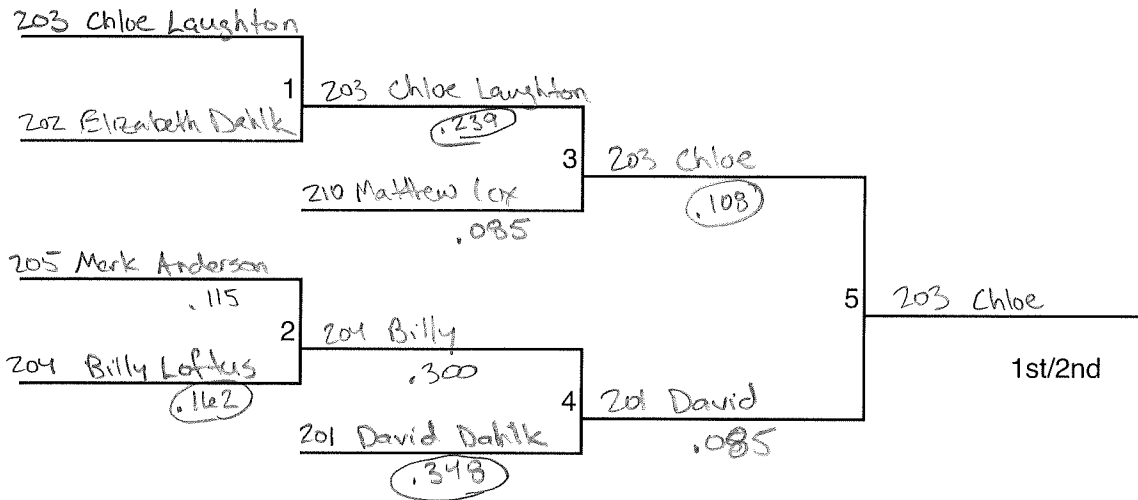 203 Chloe Laughton
1
203 Chloe Laughton
202 Elizabeth Dahlk
.239
3
203 Chloe
210 Matthew Cox
.108
.085
205 Mark Anderson
.115
5
203 Chloe
2
204 Billy
204 Billy Loftus
.300
1st/2nd
.162
4
201 David
201 David Dahlk
.085
.348